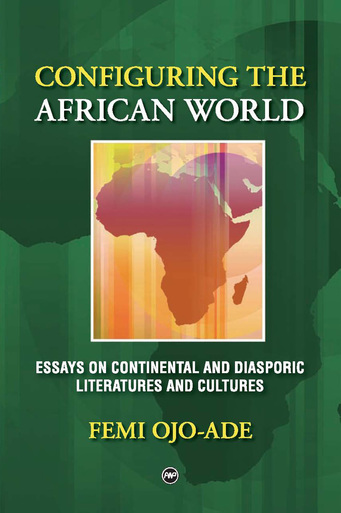 CONFIGURING THE
AFRICAN WORLD
ESSAYS ON CONTINENTAL AND DIASPORIC
LITERATURES AND CULTURES
FEMI OJO-ADE